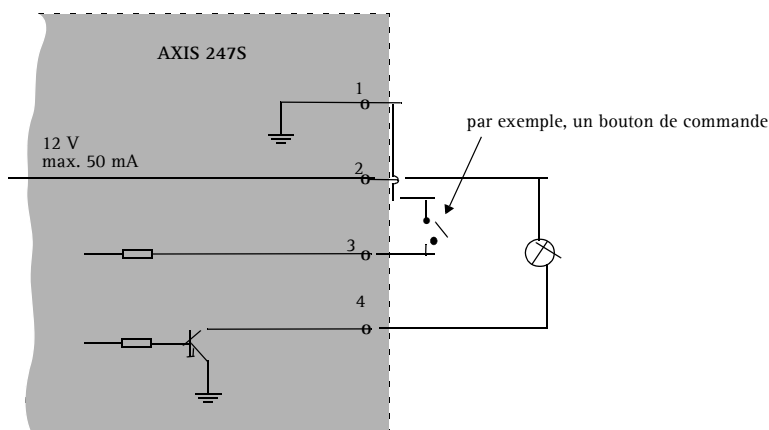 AXIS 247S
1
par exemple, un bouton de commande
12 V
max. 50 mA
2
3
4